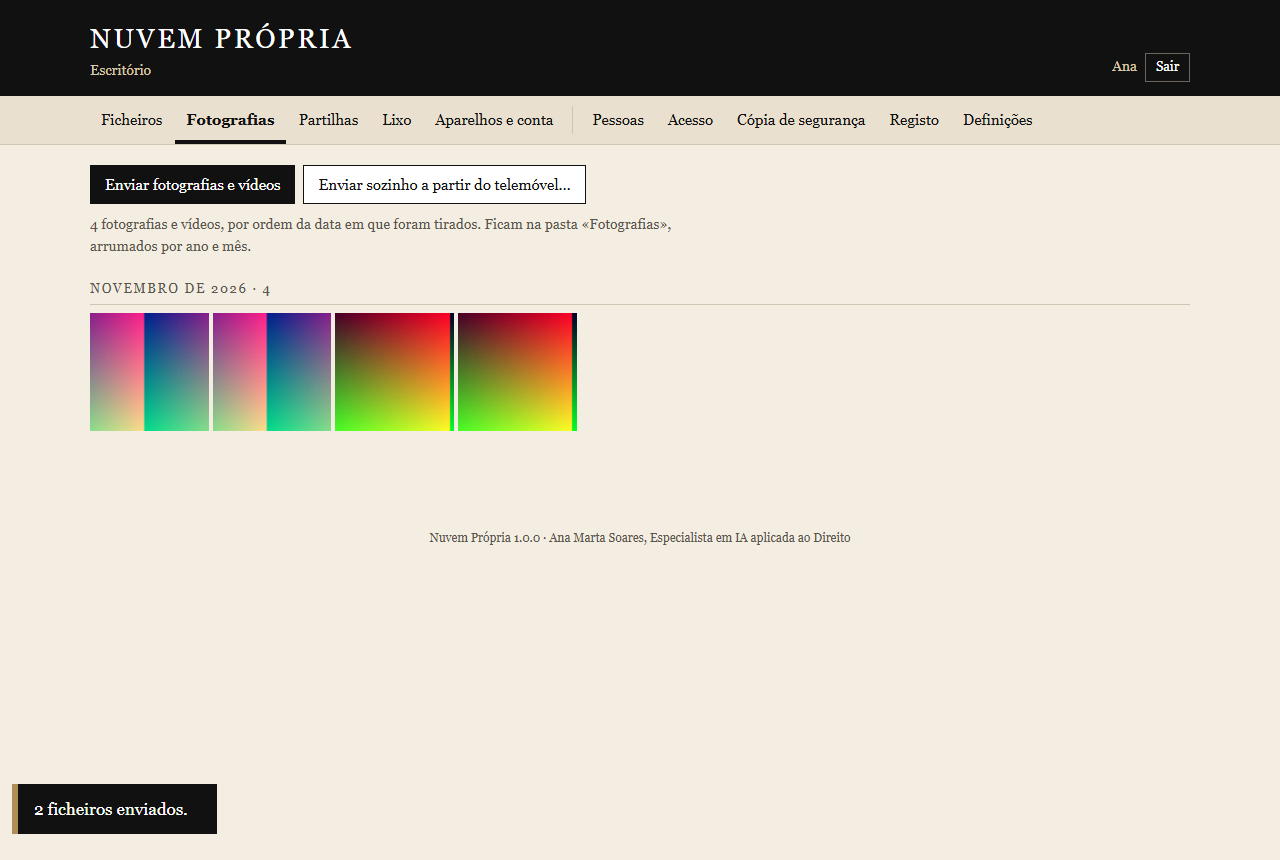 NUVEM PRÓPRIA
Escritório
Ana
Sair
Ficheiros
Fotografias
Partilhas
Lixo
Aparelhos e conta
Pessoas
Acesso
Cópia de segurança
Registo
Definições
Enviar fotografias e vídeos
Enviar sozinho a partir do telemóvel…
4 fotografias e vídeos, por ordem da data em que foram tirados. Ficam na pasta «Fotografias»,
arrumados por ano e mês.
NOVEMBRO DE 2026 · 4
Nuvem Própria 1.0.0 · Ana Marta Soares, Especialista em IA aplicada ao Direito
2 ficheiros enviados.